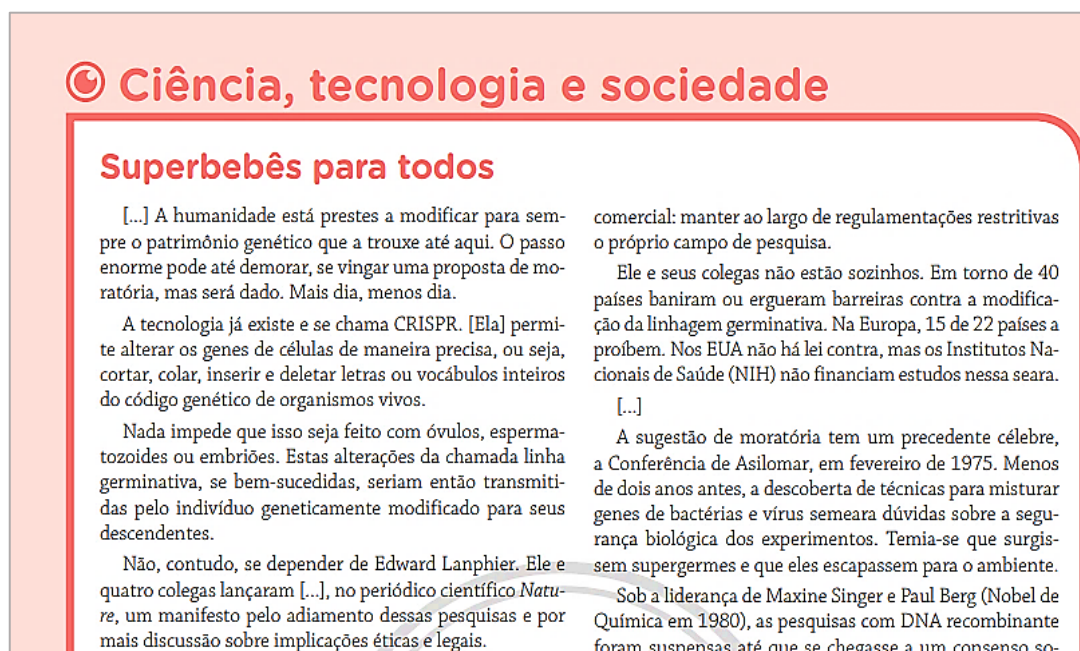 Ciência, tecnologia e sociedade
Superbebês para todos
[...] A humanidade está prestes a modificar para sem-
pre o patrimônio genético que a trouxe até aqui. O passo
enorme pode até demorar, se vingar uma proposta de mo-
ratória, mas será dado. Mais dia, menos dia.
A tecnologia já existe e se chama CRISPR. [Ela] permi-
te alterar os genes de células de maneira precisa, ou seja,
cortar, colar, inserir e deletar letras ou vocábulos inteiros
do código genético de organismos vivos.
Nada impede que isso seja feito com óvulos, esperma-
tozoides ou embriões. Estas alterações da chamada linha
germinativa, se bem-sucedidas, seriam então transmiti-
das pelo indivíduo geneticamente modificado para seus
descendentes.
Não, contudo, se depender de Edward Lanphier. Ele e
quatro colegas lançaram [...], no periódico científico Natu-
re, um manifesto pelo adiamento dessas pesquisas e por
mais discussão sobre implicações éticas e legais.
comercial: manter ao largo de regulamentações restritivas
o próprio campo de pesquisa.
Ele e seus colegas não estão sozinhos. Em torno de 40
países baniram ou ergueram barreiras contra a modifica-
ção da linhagem germinativa. Na Europa, 15 de 22 países a
proíbem. Nos EUA não há lei contra, mas os Institutos Na-
cionais de Saúde (NIH) não financiam estudos nessa seara.
[...]
A sugestão de moratória tem um precedente célebre,
a Conferência de Asilomar, em fevereiro de 1975. Menos
de dois anos antes, a descoberta de técnicas para misturar
genes de bactérias e vírus semeara dúvidas sobre a segu-
rança biológica dos experimentos. Temia-se que surgis-
sem supergermes e que eles escapassem para o ambiente.
Sob a liderança de Maxine Singer e Paul Berg (Nobel de
Química em 1980), as pesquisas com DNA recombinante
foram suspensas até que se chegasse a um consenso so-